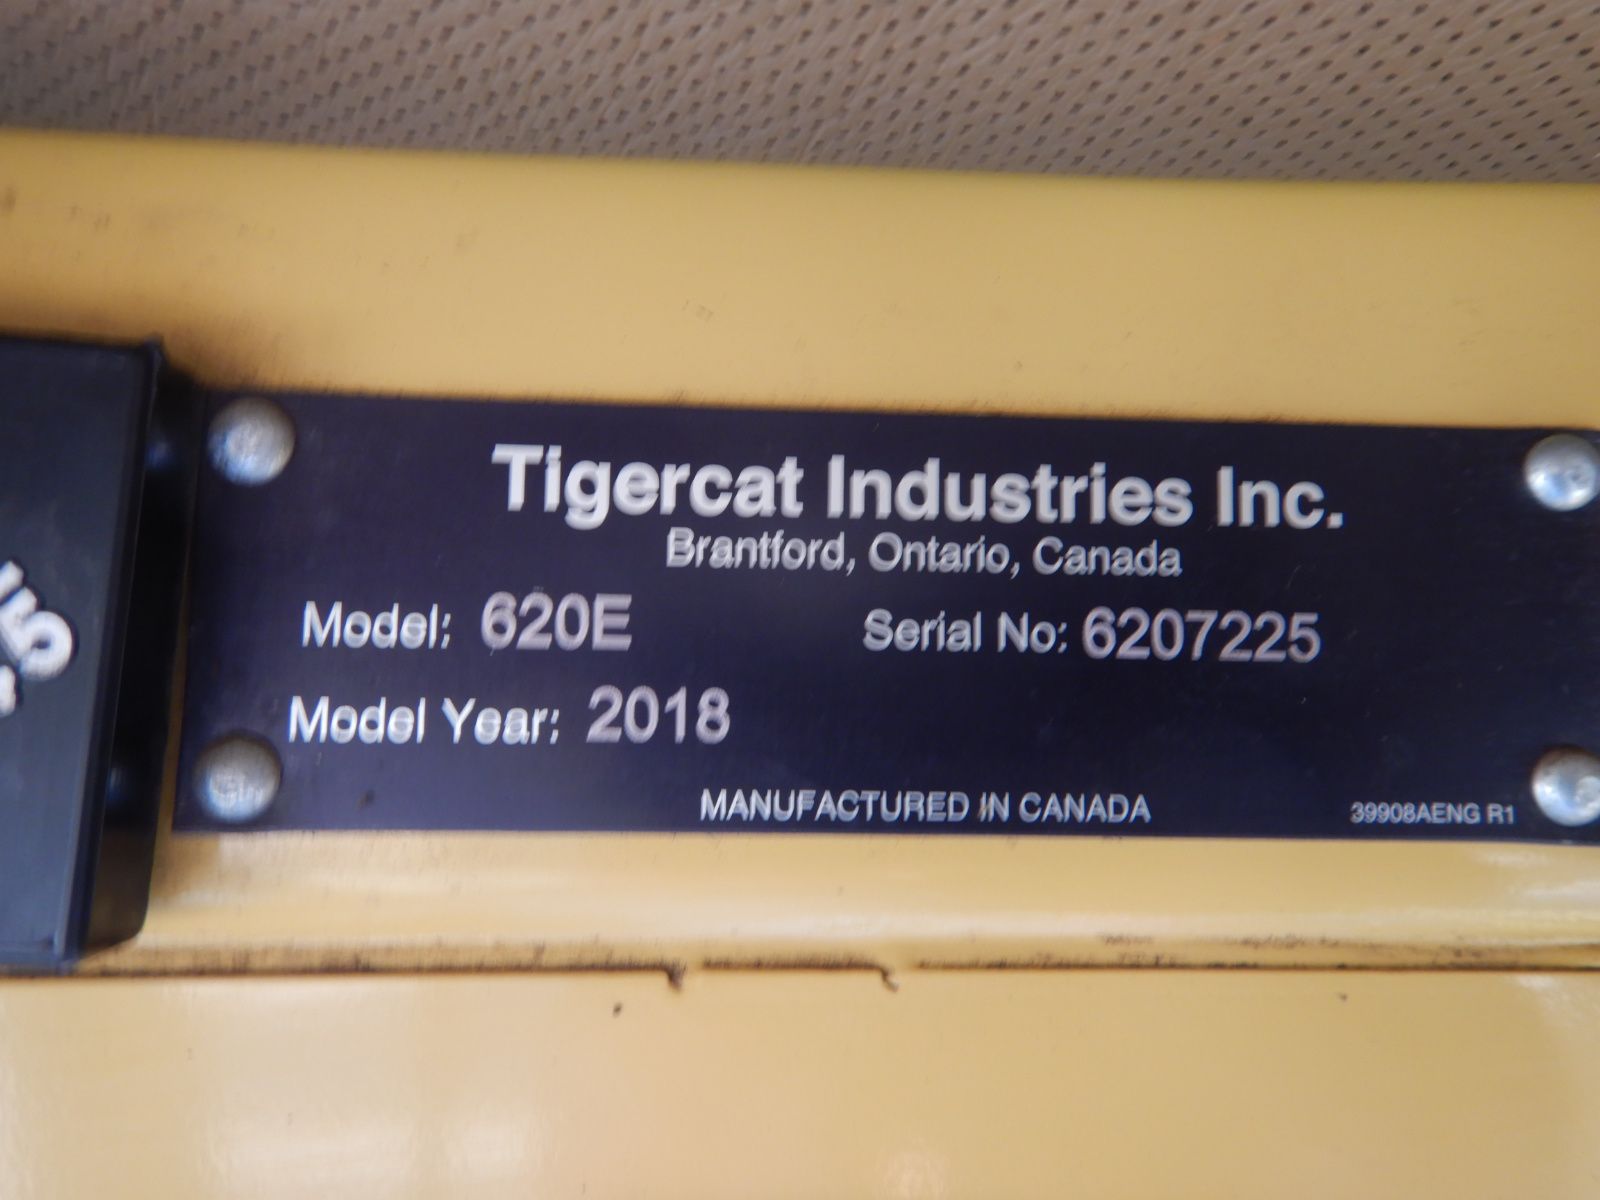 Tigercat Industries Inc.
Brantford, Ontario, Canada
Model: 620E Serial No: 6207225
Model Year: 2018
MANUFACTURED IN CANADA 39908AENG R1